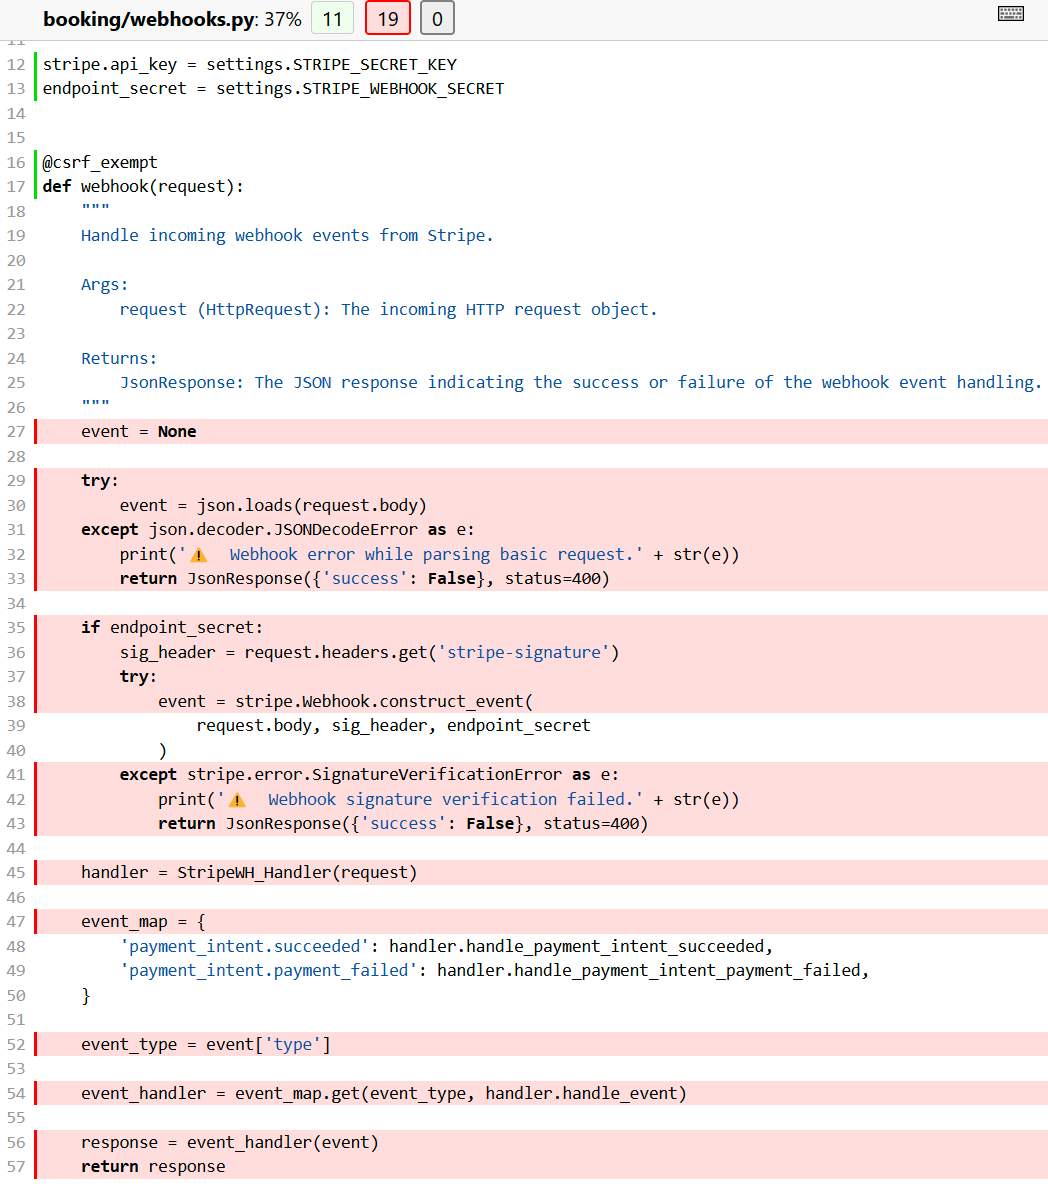 booking/webhooks.py: 37% 11 19 0
11
12 stripe.api_key = settings.STRIPE_SECRET_KEY
13 endpoint_secret = settings.STRIPE_WEBHOOK_SECRET
14
15
16 @csrf_exempt
17 def webhook(request):
18     """
19     Handle incoming webhook events from Stripe.
20
21     Args:
22         request (HttpRequest): The incoming HTTP request object.
23
24     Returns:
25         JsonResponse: The JSON response indicating the success or failure of the webhook event handling.
26     """
27     event = None
28
29     try:
30         event = json.loads(request.body)
31     except json.decoder.JSONDecodeError as e:
32         print('⚠️  Webhook error while parsing basic request.' + str(e))
33         return JsonResponse({'success': False}, status=400)
34
35     if endpoint_secret:
36         sig_header = request.headers.get('stripe-signature')
37         try:
38             event = stripe.Webhook.construct_event(
39                 request.body, sig_header, endpoint_secret
40             )
41         except stripe.error.SignatureVerificationError as e:
42             print('⚠️  Webhook signature verification failed.' + str(e))
43             return JsonResponse({'success': False}, status=400)
44
45     handler = StripeWH_Handler(request)
46
47     event_map = {
48         'payment_intent.succeeded': handler.handle_payment_intent_succeeded,
49         'payment_intent.payment_failed': handler.handle_payment_intent_payment_failed,
50     }
51
52     event_type = event['type']
53
54     event_handler = event_map.get(event_type, handler.handle_event)
55
56     response = event_handler(event)
57     return response